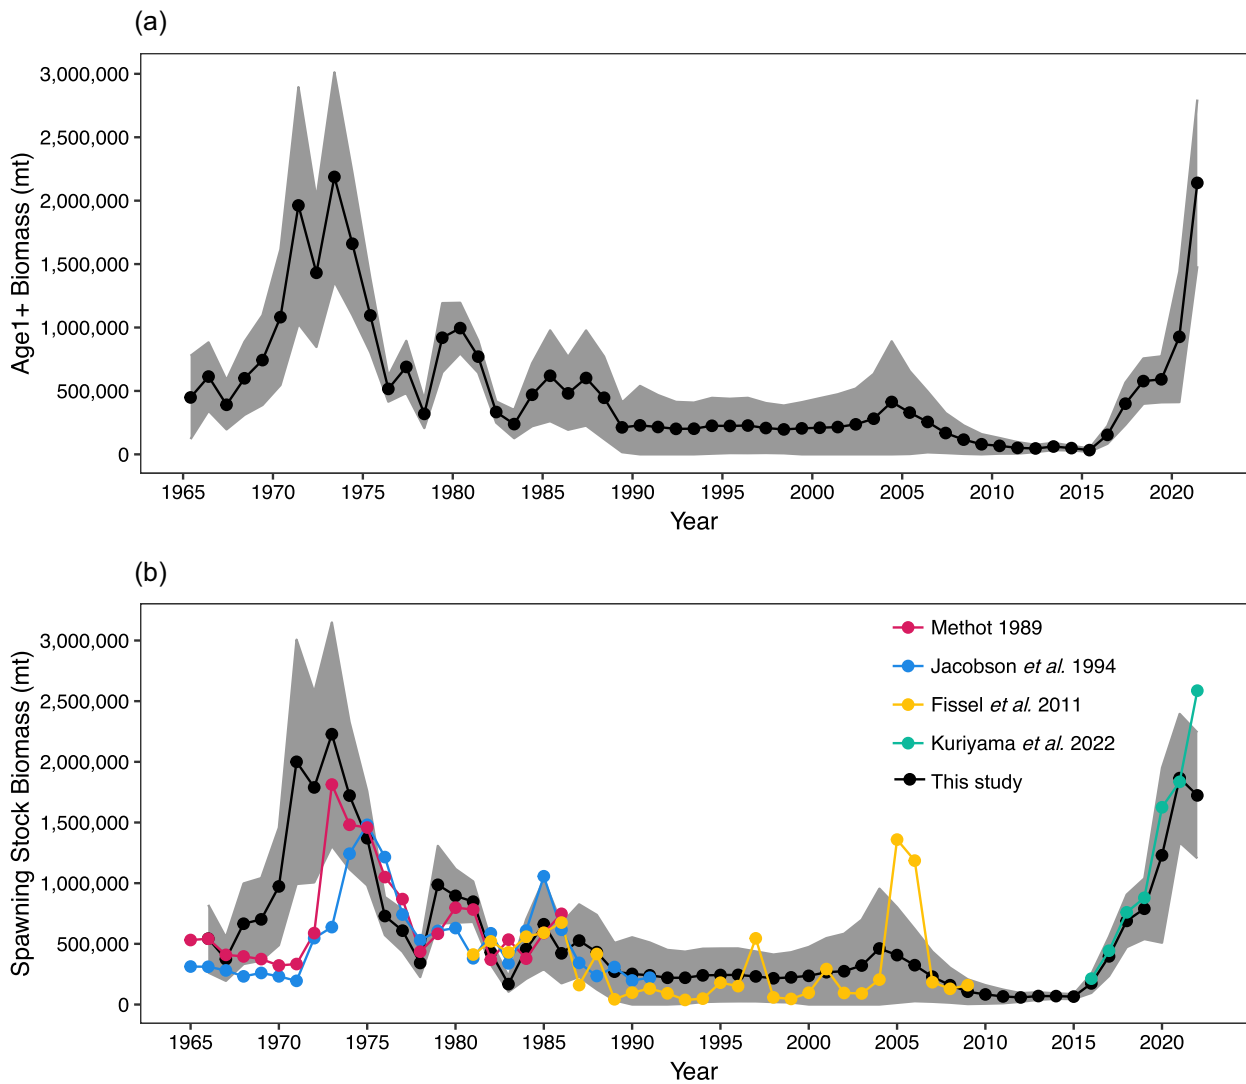 (a)
Age1+ Biomass (mt)
3,000,000
2,500,000
2,000,000
1,500,000
1,000,000
500,000
0
1965 1970 1975 1980 1985 1990 1995 2000 2005 2010 2015 2020
Year
(b)
Spawning Stock Biomass (mt)
3,000,000
2,500,000
2,000,000
1,500,000
1,000,000
500,000
0
Methot 1989
Jacobson et al. 1994
Fissel et al. 2011
Kuriyama et al. 2022
This study
1965 1970 1975 1980 1985 1990 1995 2000 2005 2010 2015 2020
Year